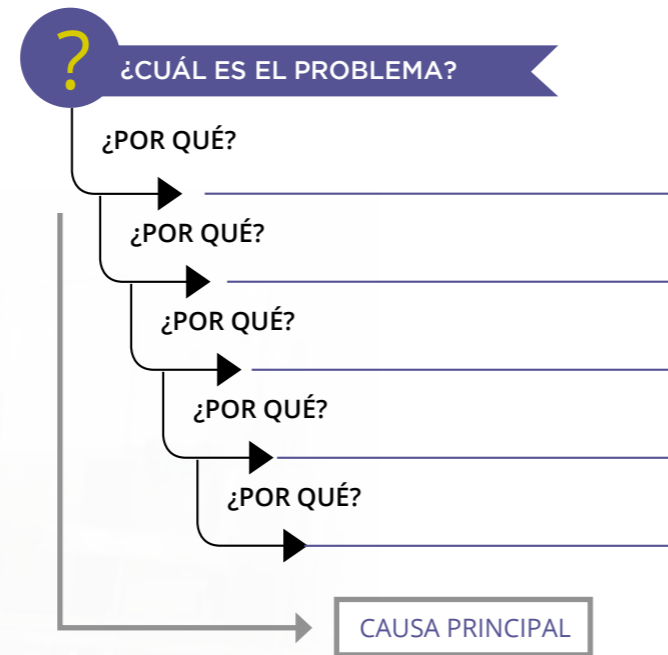 ?
¿CUÁL ES EL PROBLEMA?
¿POR QUÉ?
¿POR QUÉ?
¿POR QUÉ?
¿POR QUÉ?
¿POR QUÉ?
CAUSA PRINCIPAL